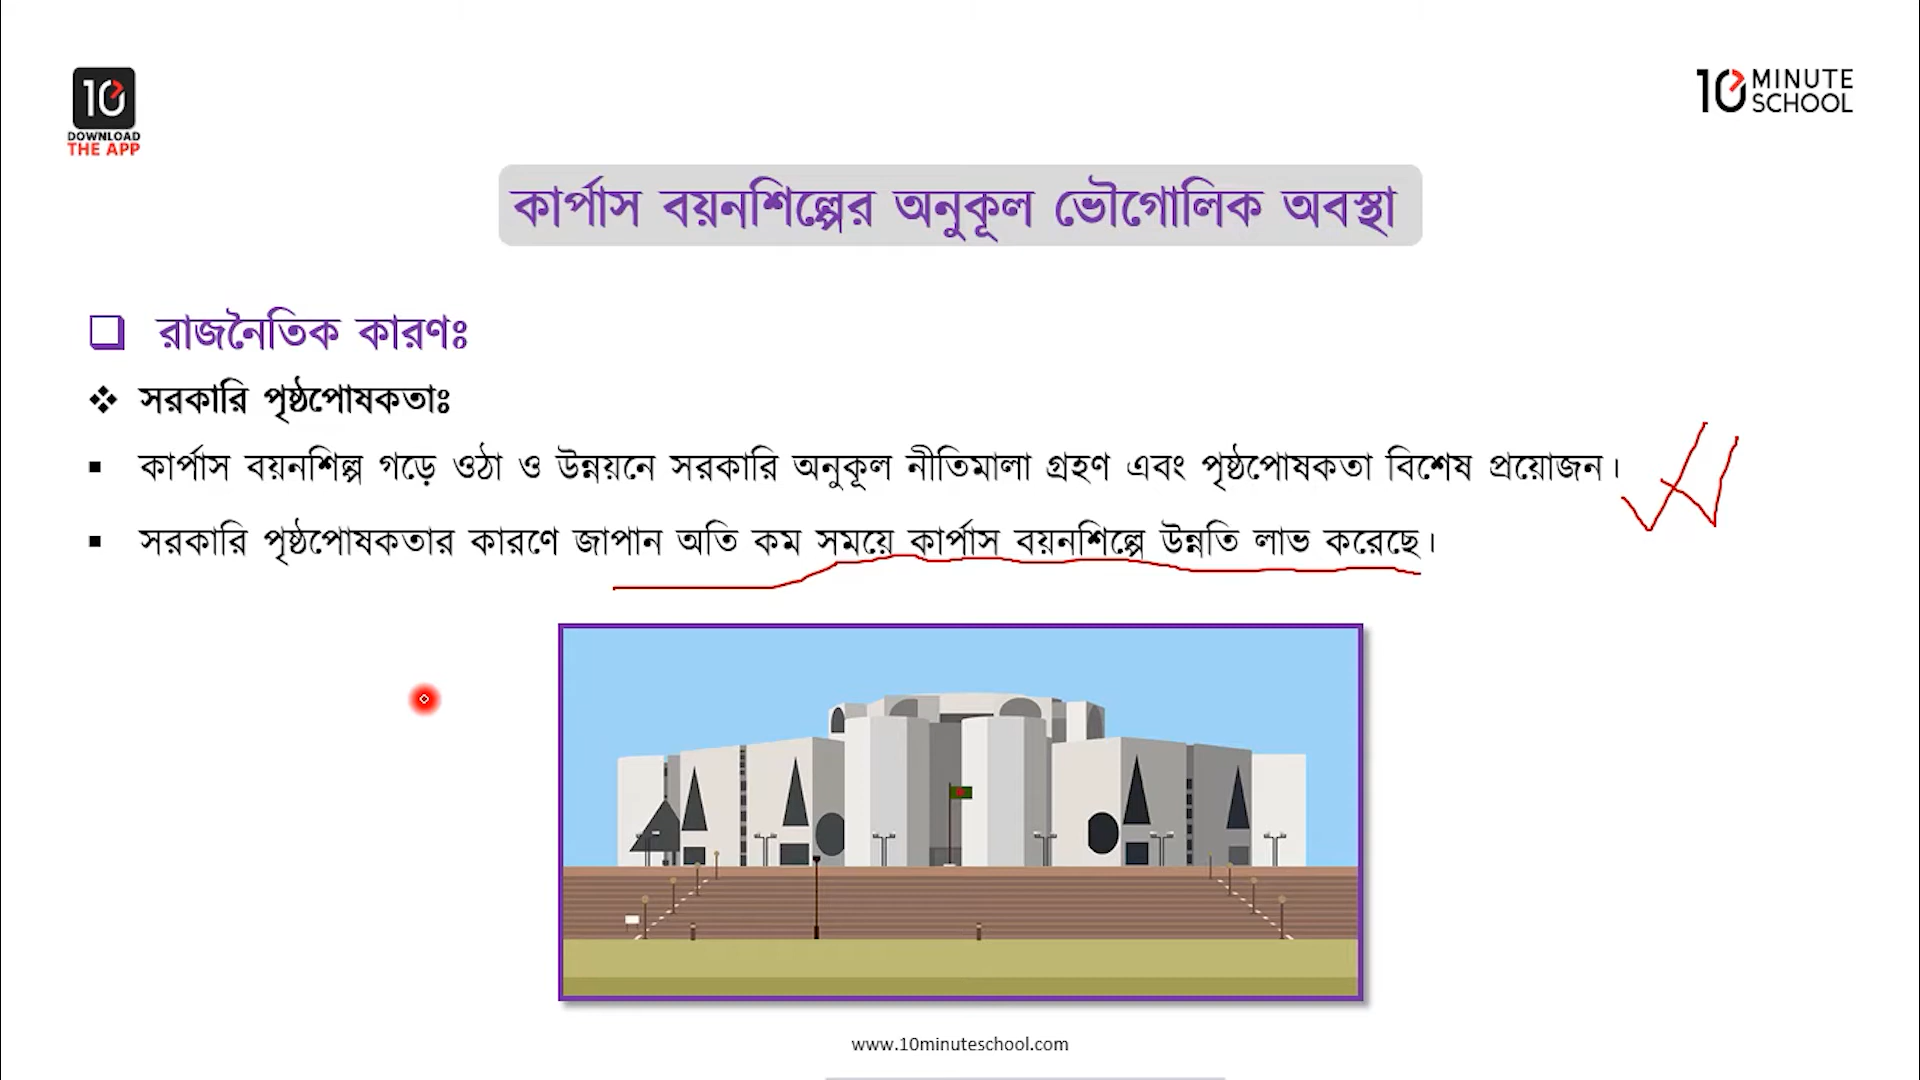 10
DOWNLOAD
THE APP
10 MINUTE
SCHOOL
কার্পাস বয়নশিল্পের অনুকূল ভৌগোলিক অবস্থা
রাজনৈতিক কারণঃ
সরকারি পৃষ্ঠপোষকতাঃ
কার্পাস বয়নশিল্প গড়ে ওঠা ও উন্নয়নে সরকারি অনুকূল নীতিমালা গ্রহণ এবং পৃষ্ঠপোষকতা বিশেষ প্রয়োজন।
সরকারি পৃষ্ঠপোষকতার কারণে জাপান অতি কম সময়ে কার্পাস বয়নশিল্পে উন্নতি লাভ করেছে।
www.10minuteschool.com